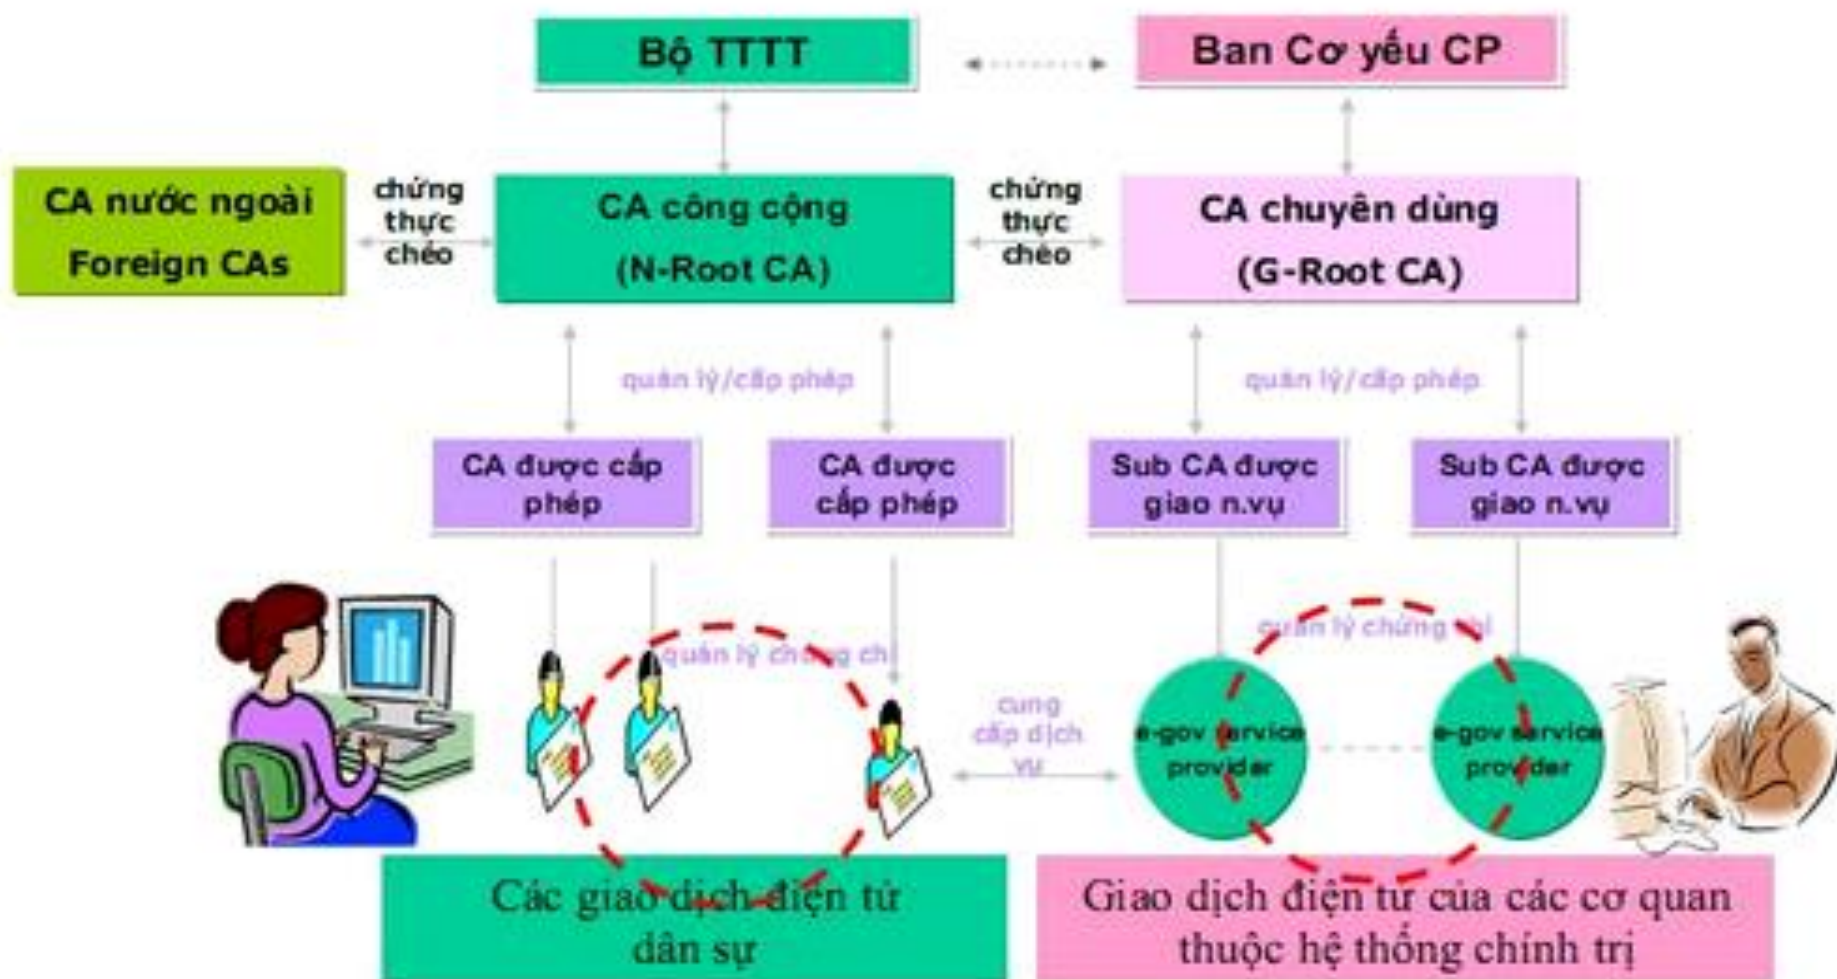 Bộ TTTT
Ban Cơ yếu CP
CA nước ngoài
Foreign CAs
chứng
thực
chéo
CA công cộng
(N-Root CA)
chứng
thực
chéo
CA chuyên dùng
(G-Root CA)
quản lý/cấp phép
quản lý/cấp phép
CA được cấp
phép
CA được
cấp phép
Sub CA được
giao n.vụ
Sub CA được
giao n.vụ
quản lý chứng chỉ
quản lý chứng chỉ
cung
cấp dịch
vụ
e-gov service
provider
e-gov service
provider
Các giao dịch điện tử
dân sự
Giao dịch điện tử của các cơ quan
thuộc hệ thống chính trị